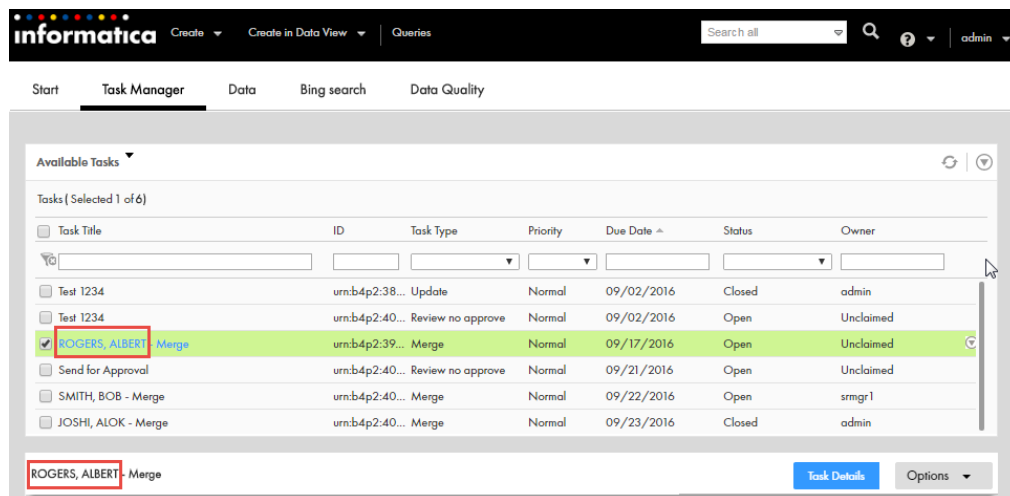 informatica Create Create in Data View Queries Search all admin
Start Task Manager Data Bing search Data Quality
Available Tasks
Tasks ( Selected 1 of 6)
Task Title ID Task Type Priority Due Date Status Owner
Test 1234 urn:b4p2:38... Update Normal 09/02/2016 Closed admin
Test 1234 urn:b4p2:40... Review no approve Normal 09/02/2016 Open Unclaimed
ROGERS, ALBERT - Merge urn:b4p2:39... Merge Normal 09/17/2016 Open Unclaimed
Send for Approval urn:b4p2:40... Review no approve Normal 09/21/2016 Open Unclaimed
SMITH, BOB - Merge urn:b4p2:40... Merge Normal 09/22/2016 Open srmgr1
JOSHI, ALOK - Merge urn:b4p2:40... Merge Normal 09/23/2016 Closed admin
ROGERS, ALBERT - Merge Task Details Options